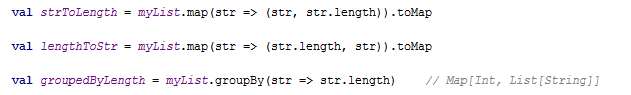 val strToLength = myList.map(str => (str, str.length)).toMap
val lengthToStr = myList.map(str => (str.length, str)).toMap
val groupedByLength = myList.groupBy(str => str.length)    // Map[Int, List[String]]